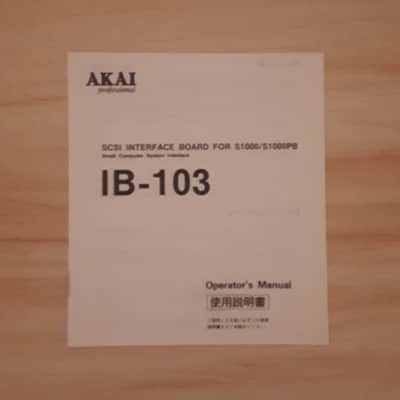 AKAI
professional
SCSI INTERFACE BOARD FOR S1000/S1000PB
Small Computer System Interface
IB-103
Operator's Manual
使用説明書